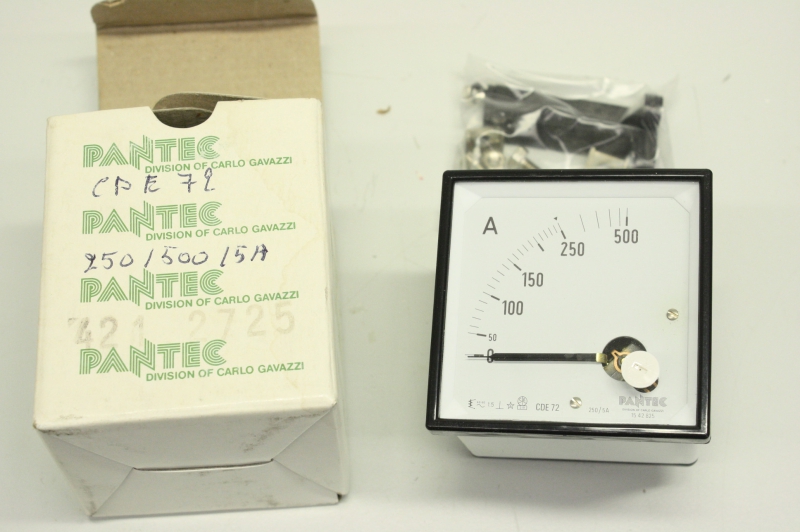 PANTEC
DIVISION OF CARLO GAVAZZI
CDE 72
PANTEC
DIVISION OF CARLO GAVAZZI
250/500/5A
PANTEC
DIVISION OF CARLO GAVAZZI
421 2725
PANTEC
DIVISION OF CARLO GAVAZZI
A
0
50
100
150
250
500
CDE 72
250/5A
PANTEC